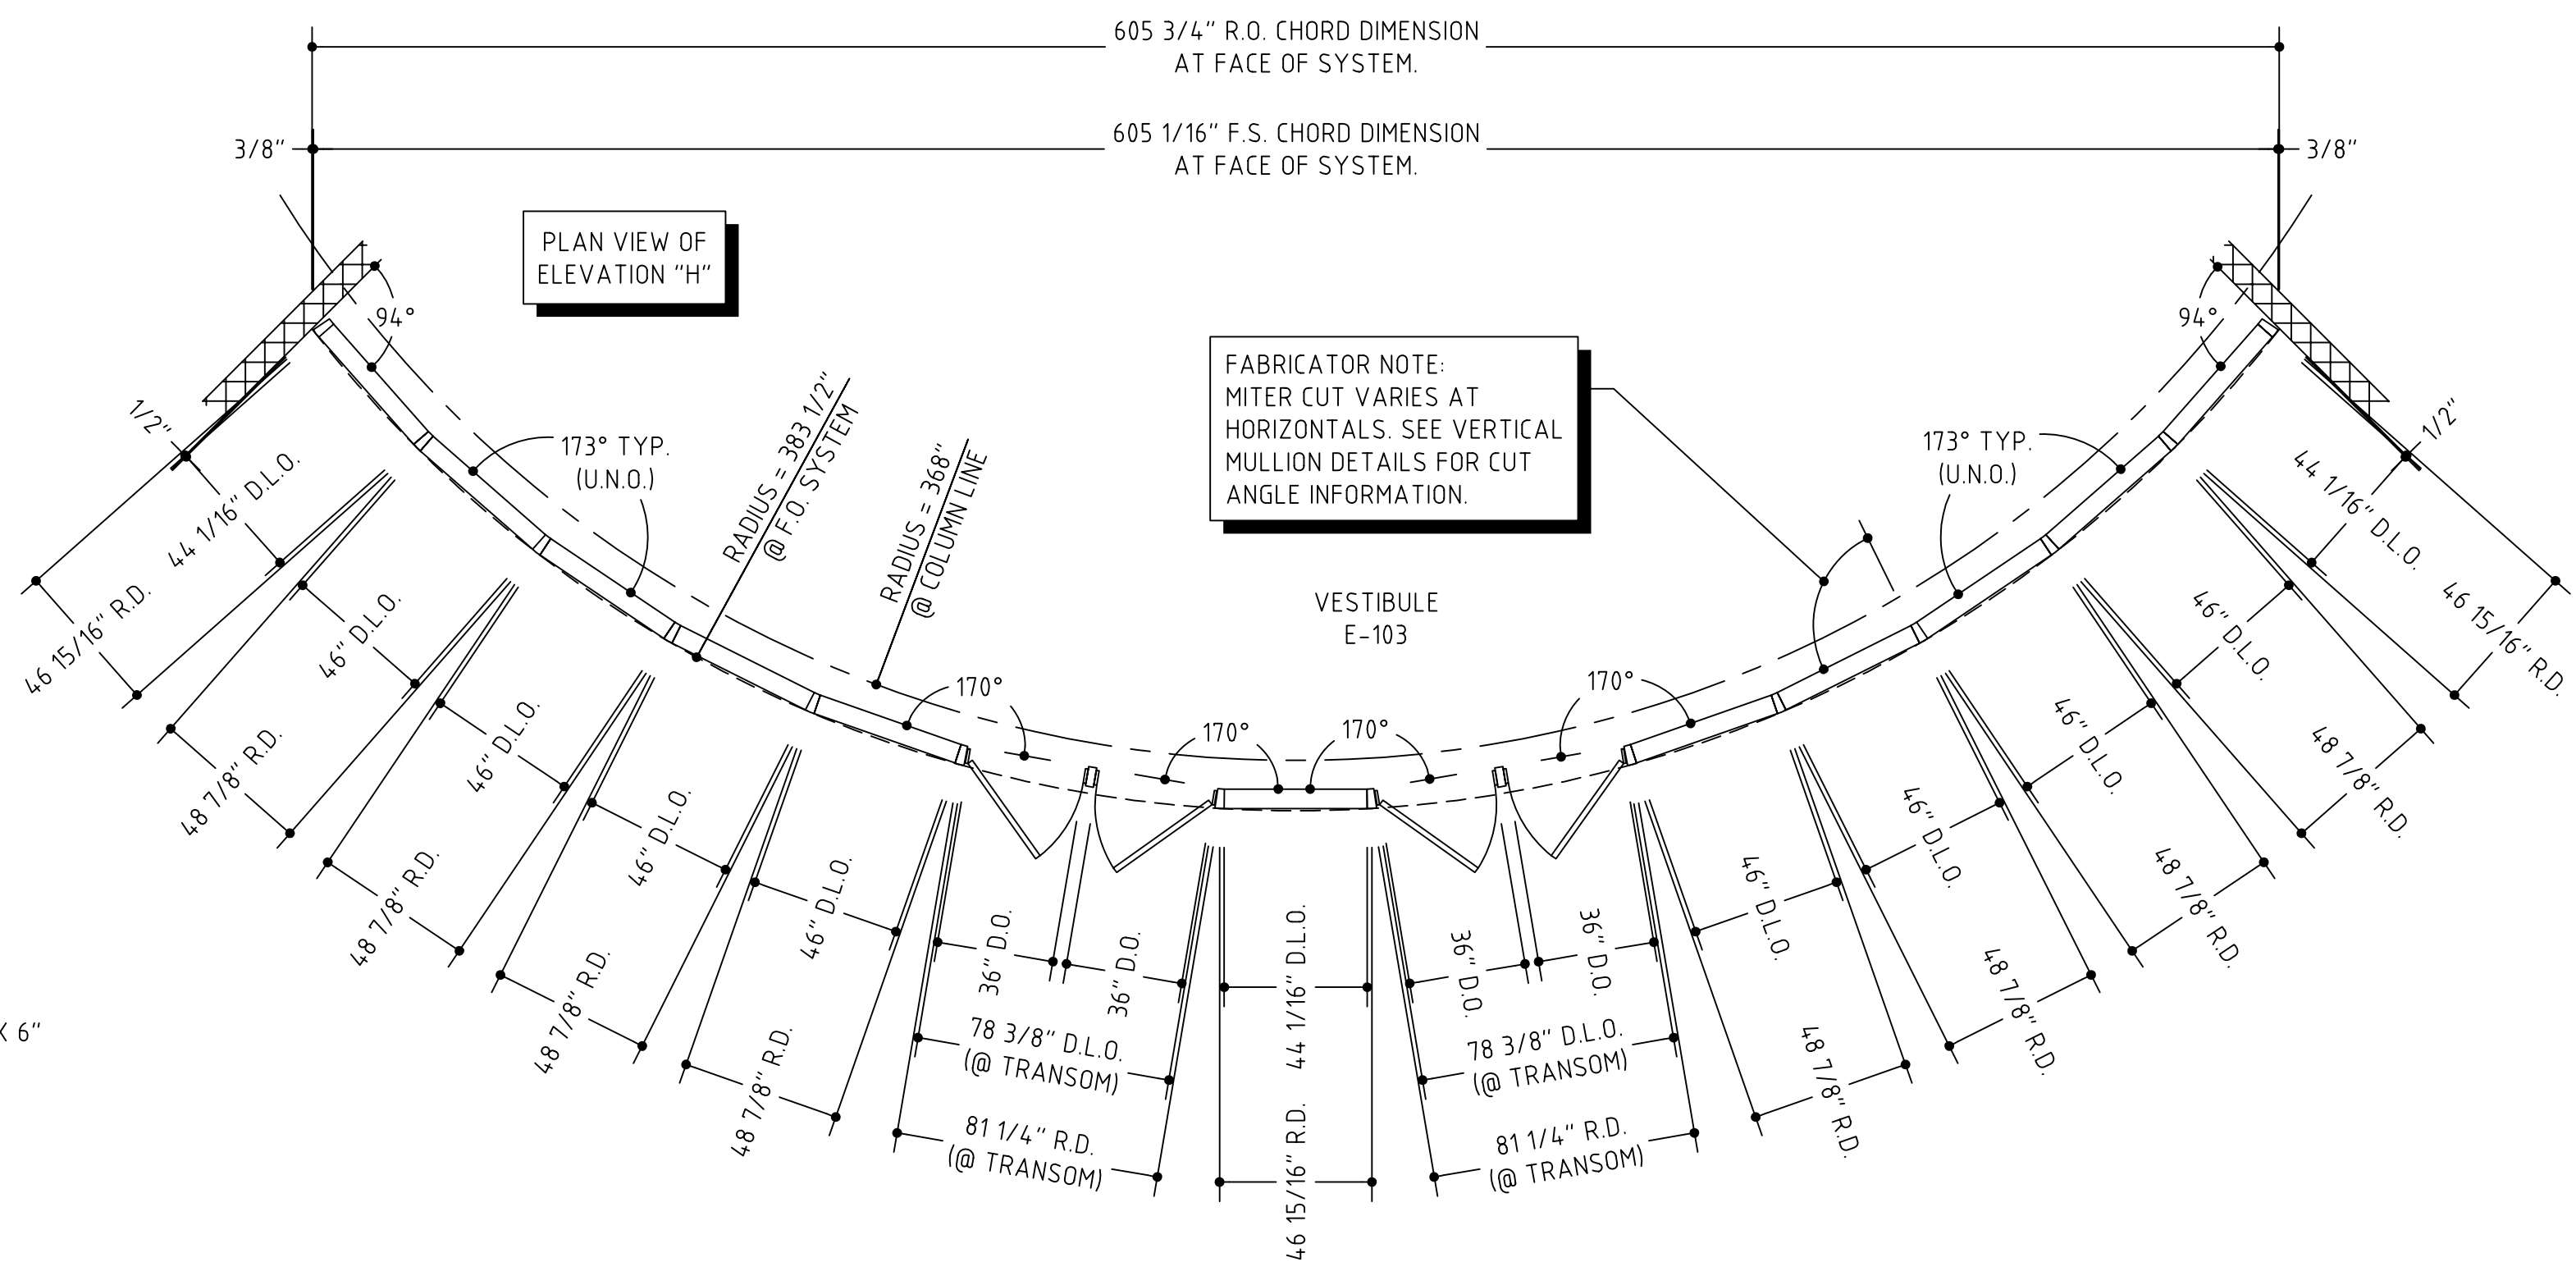 605 3/4" R.O. CHORD DIMENSION
AT FACE OF SYSTEM.
605 1/16" F.S. CHORD DIMENSION
AT FACE OF SYSTEM.
3/8"
3/8"
PLAN VIEW OF
ELEVATION "H"
94°
94°
FABRICATOR NOTE:
MITER CUT VARIES AT
HORIZONTALS. SEE VERTICAL
MULLION DETAILS FOR CUT
ANGLE INFORMATION.
173° TYP.
(U.N.O.)
173° TYP.
(U.N.O.)
RADIUS = 383 1/2"
@ F.O. SYSTEM
RADIUS = 368"
@ COLUMN LINE
VESTIBULE
E-103
1/2"
1/2"
170°
170°
170°
170°
44 1/16" D.L.O.
46 15/16" R.D.
46" D.L.O.
48 7/8" R.D.
46" D.L.O.
48 7/8" R.D.
46" D.L.O.
48 7/8" R.D.
46" D.L.O.
48 7/8" R.D.
36" D.O.
36" D.O.
78 3/8" D.L.O.
(@ TRANSOM)
81 1/4" R.D.
(@ TRANSOM)
44 1/16" D.L.O.
46 15/16" R.D.
36" D.O.
36" D.O.
78 3/8" D.L.O.
(@ TRANSOM)
81 1/4" R.D.
(@ TRANSOM)
46" D.L.O.
48 7/8" R.D.
46" D.L.O.
48 7/8" R.D.
46" D.L.O.
48 7/8" R.D.
46" D.L.O.
48 7/8" R.D.
44 1/16" D.L.O.
46 15/16" R.D.
X 6"